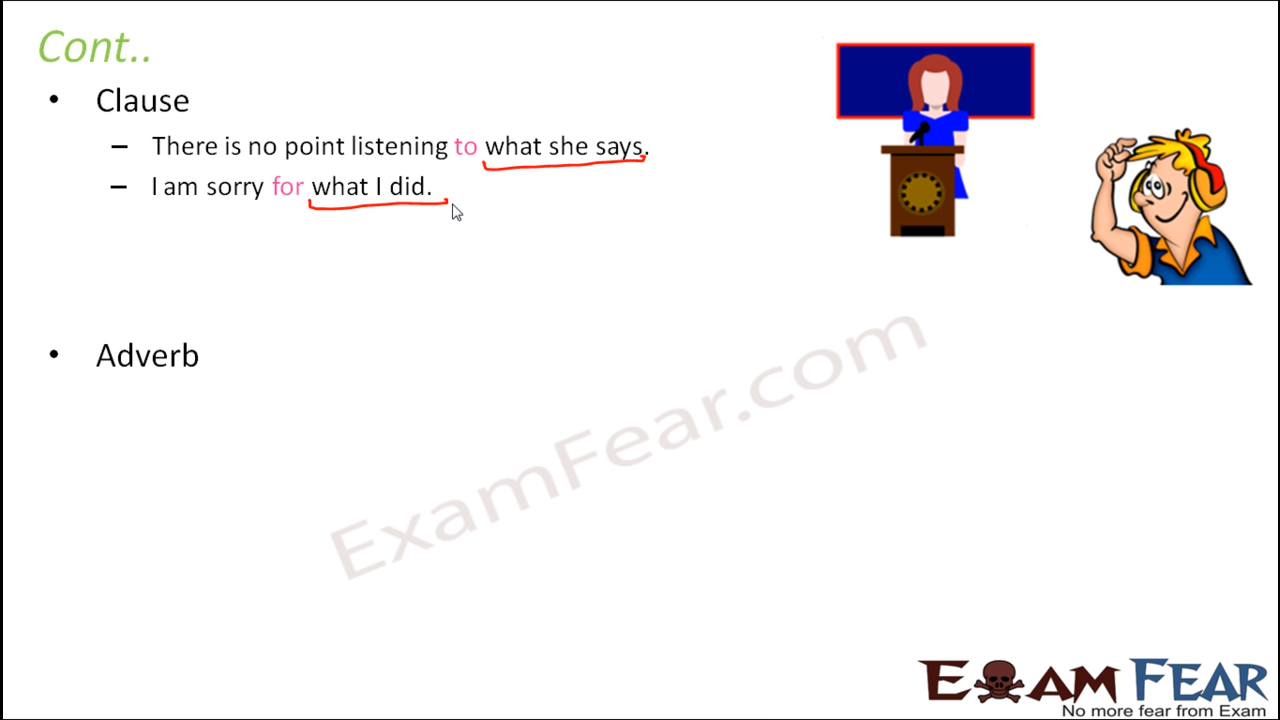 Cont..
• Clause
– There is no point listening to what she says.
– I am sorry for what I did.
• Adverb
ExamFear.com
EXAM FEAR
No more fear from Exam